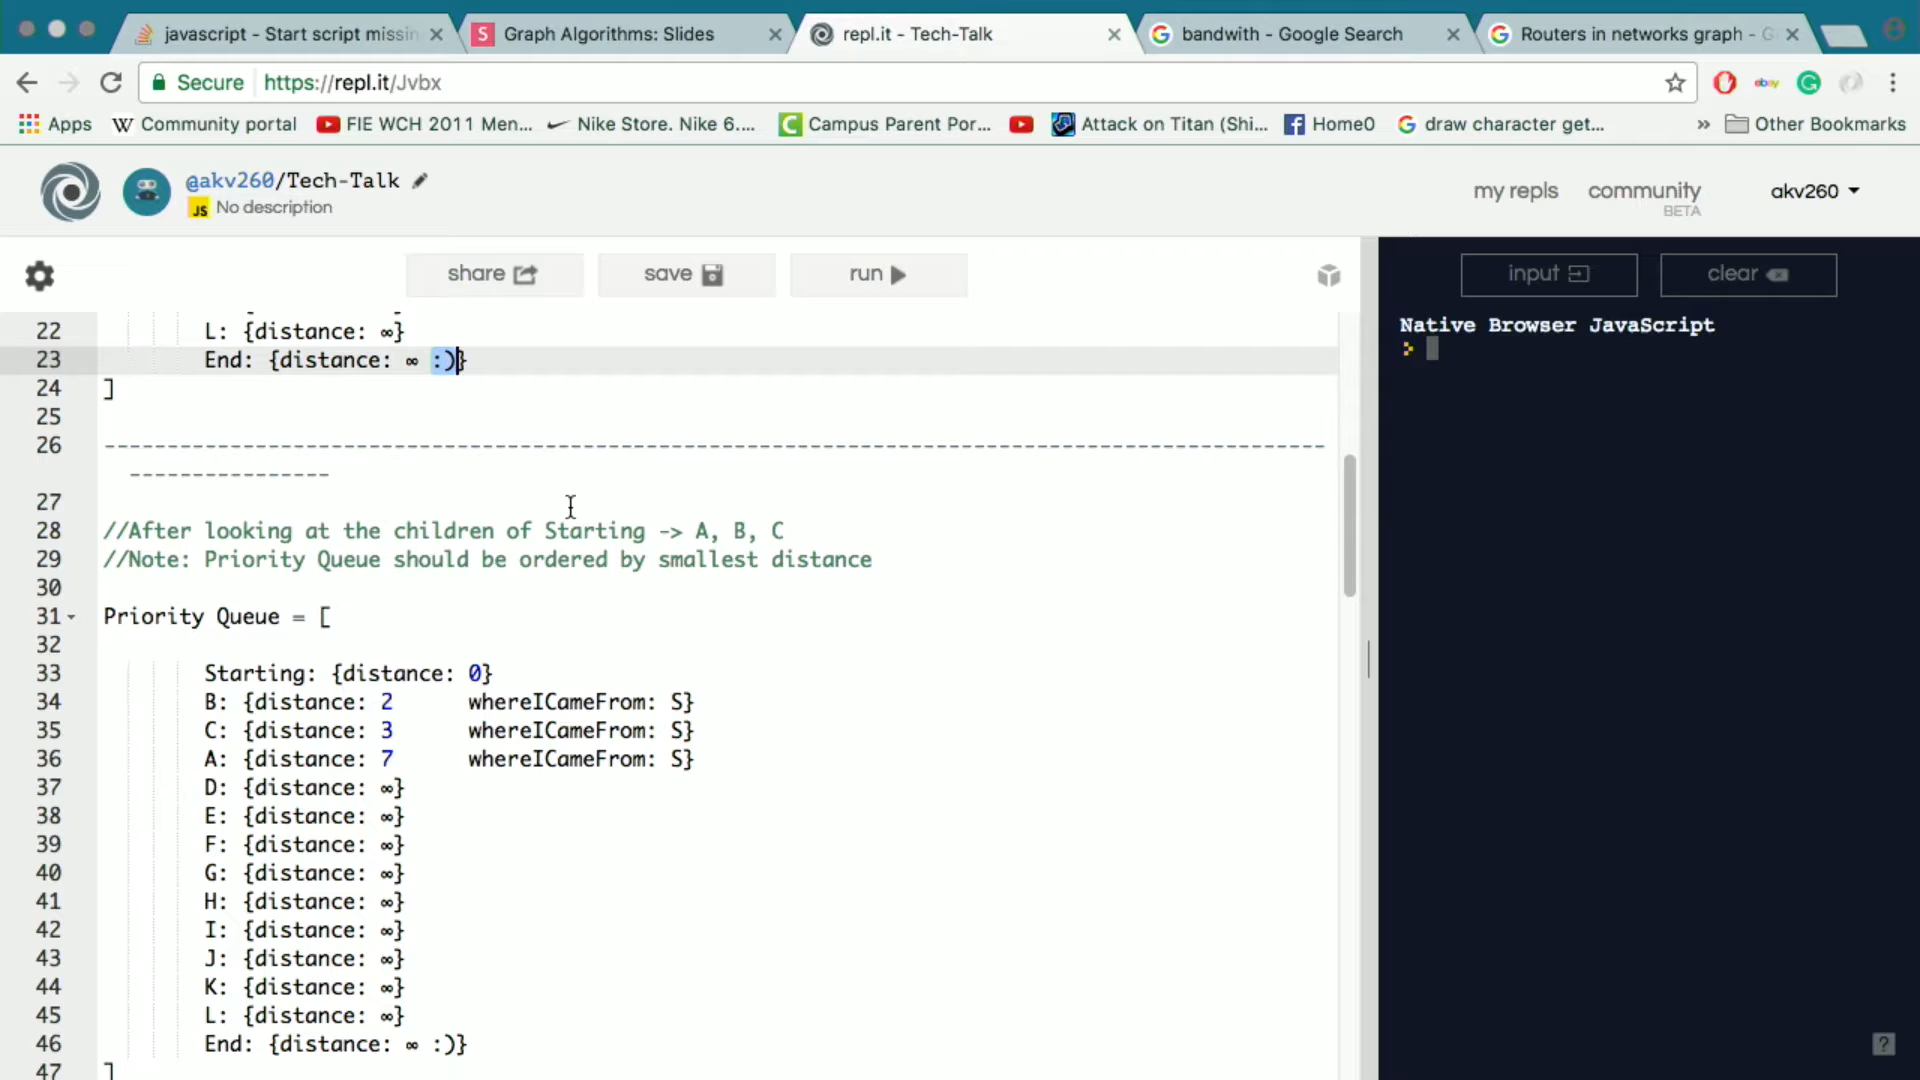 javascript - Start script missin
S Graph Algorithms: Slides
repl.it - Tech-Talk
bandwith - Google Search
Routers in networks graph - G
Secure https://repl.it/Jvbx
Apps W Community portal FIE WCH 2011 Men... Nike Store. Nike 6.... Campus Parent Por... Attack on Titan (Shi... Home0 draw character get... » Other Bookmarks
@akv260/Tech-Talk
JS No description
my repls community akv260
BETA
share save run input clear
Native Browser JavaScript
>
22 L: {distance: ∞}
23 End: {distance: ∞ :)}
24 ]
25
26 -------------------------------------------------------------------------------------------------
----------------
27
28 //After looking at the children of Starting -> A, B, C
29 //Note: Priority Queue should be ordered by smallest distance
30
31 Priority Queue = [
32
33 Starting: {distance: 0}
34 B: {distance: 2 whereICameFrom: S}
35 C: {distance: 3 whereICameFrom: S}
36 A: {distance: 7 whereICameFrom: S}
37 D: {distance: ∞}
38 E: {distance: ∞}
39 F: {distance: ∞}
40 G: {distance: ∞}
41 H: {distance: ∞}
42 I: {distance: ∞}
43 J: {distance: ∞}
44 K: {distance: ∞}
45 L: {distance: ∞}
46 End: {distance: ∞ :)}
47 ]
?